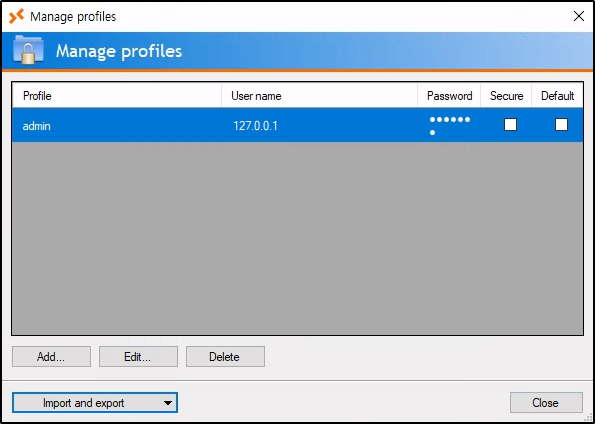 Manage profiles
Manage profiles
Profile User name Password Secure Default
admin 127.0.0.1 ●●●●●●
●
Add... Edit... Delete
Import and export Close